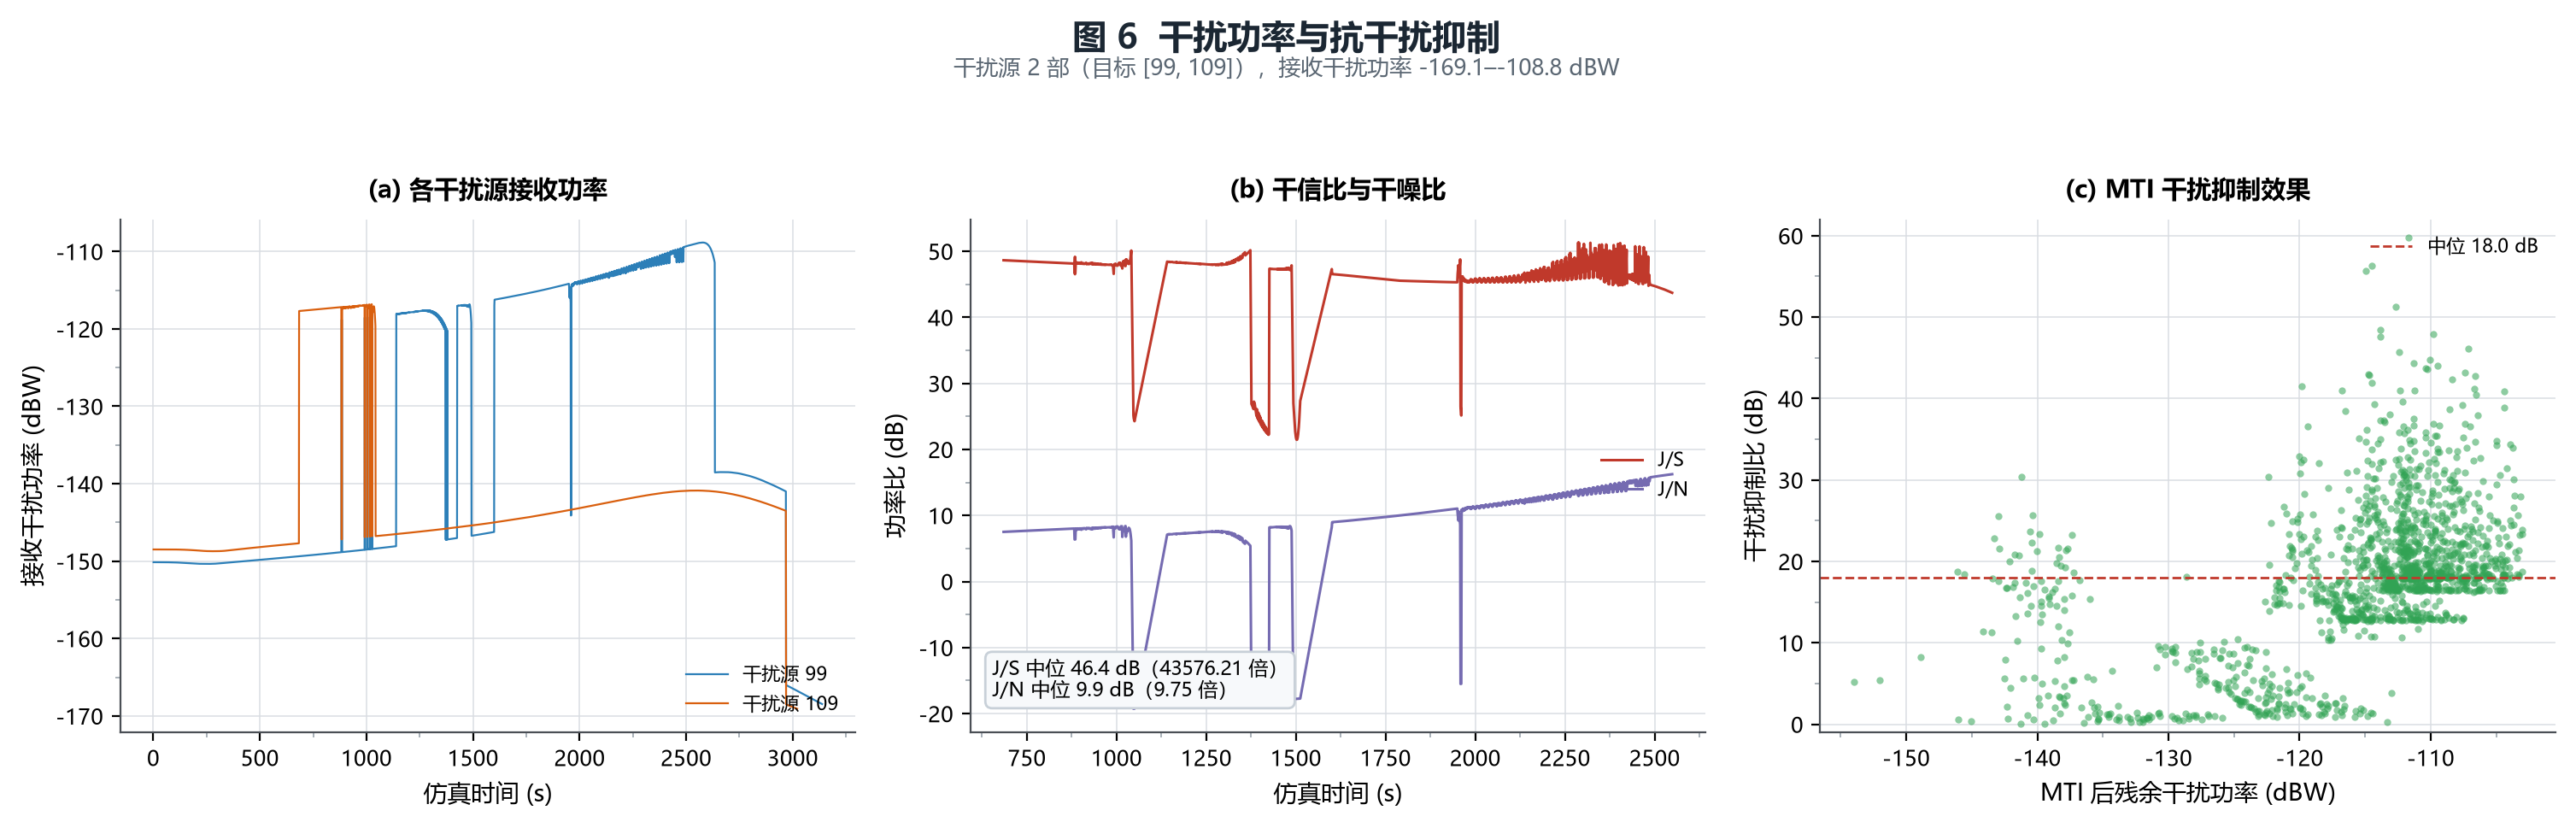 图 6  干扰功率与抗干扰抑制
干扰源 2 部（目标 [99, 109]），接收干扰功率 -169.1–-108.8 dBW
(a) 各干扰源接收功率
接收干扰功率 (dBW)
-110
-120
-130
-140
-150
-160
-170
干扰源 99
干扰源 109
0 500 1000 1500 2000 2500 3000
仿真时间 (s)
(b) 干信比与干噪比
功率比 (dB)
50
40
30
20
10
0
-10
-20
J/S
J/N
J/S 中位 46.4 dB（43576.21 倍）
J/N 中位 9.9 dB（9.75 倍）
750 1000 1250 1500 1750 2000 2250 2500
仿真时间 (s)
(c) MTI 干扰抑制效果
干扰抑制比 (dB)
60
50
40
30
20
10
0
中位 18.0 dB
-150 -140 -130 -120 -110
MTI 后残余干扰功率 (dBW)